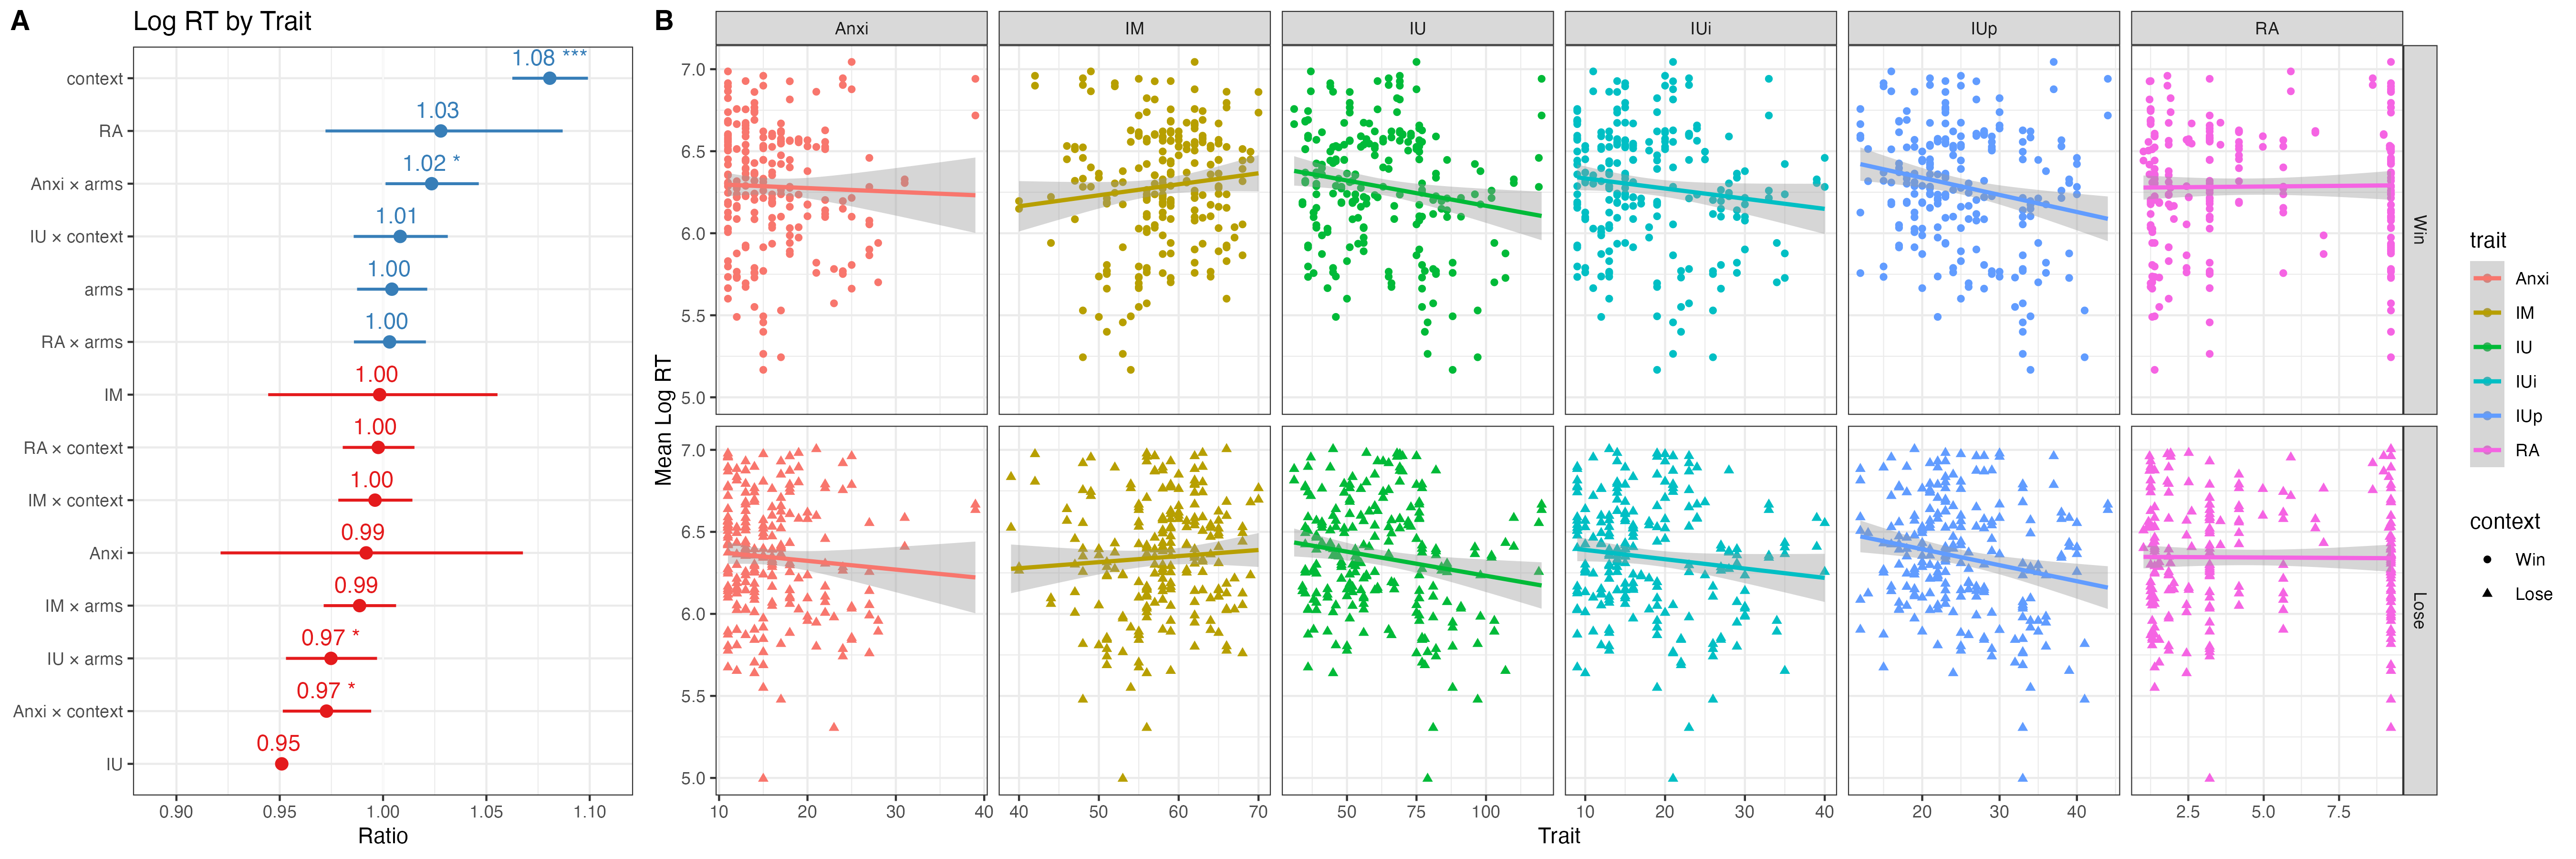 A
Log RT by Trait
context
RA
Anxi × arms
IU × context
arms
RA × arms
IM
RA × context
IM × context
Anxi
IM × arms
IU × arms
Anxi × context
IU
1.08 ***
1.03
1.02 *
1.01
1.00
1.00
1.00
1.00
1.00
0.99
0.99
0.97 *
0.97 *
0.95
0.90
0.95
1.00
1.05
1.10
Ratio
B
Anxi
IM
IU
IUi
IUp
RA
Mean Log RT
7.0
6.5
6.0
5.5
5.0
Win
7.0
6.5
6.0
5.5
5.0
Lose
10 20 30 40
40 50 60 70
50 75 100
10 20 30 40
20 30 40
2.5 5.0 7.5
Trait
trait
Anxi
IM
IU
IUi
IUp
RA
context
Win
Lose